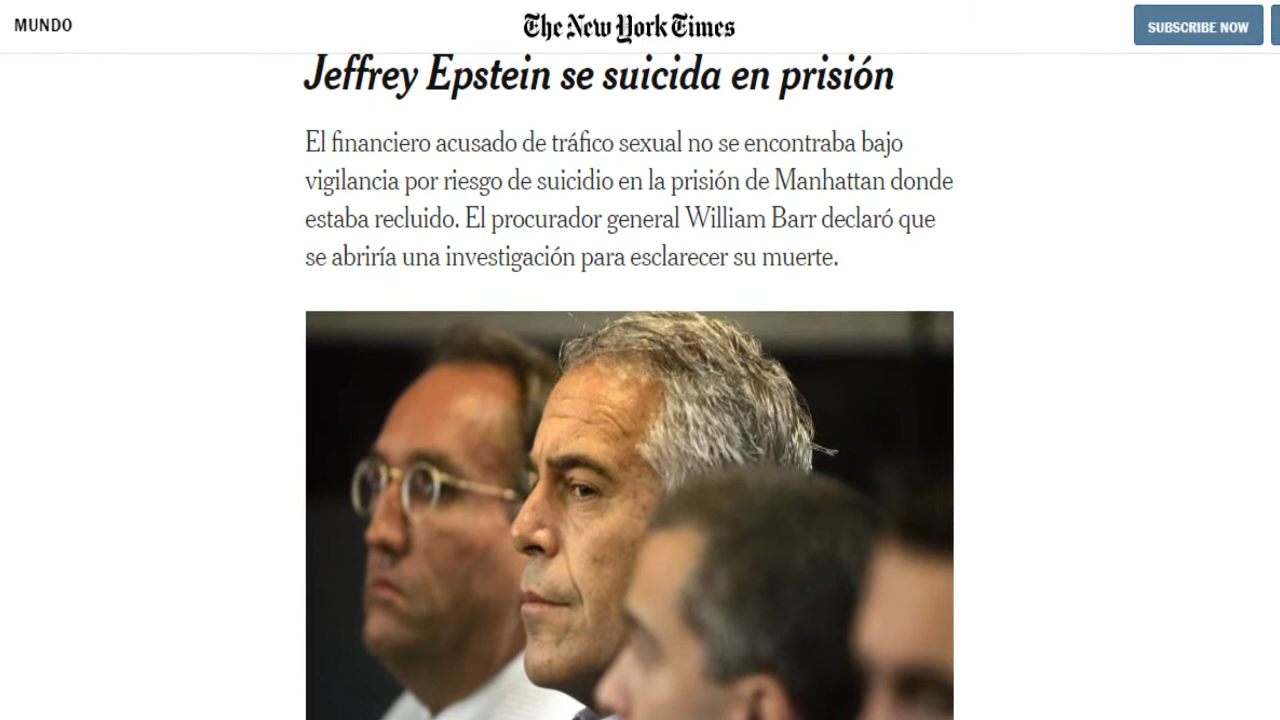 MUNDO
The New York Times
SUBSCRIBE NOW
Jeffrey Epstein se suicida en prisión
El financiero acusado de tráfico sexual no se encontraba bajo
vigilancia por riesgo de suicidio en la prisión de Manhattan donde
estaba recluido. El procurador general William Barr declaró que
se abriría una investigación para esclarecer su muerte.